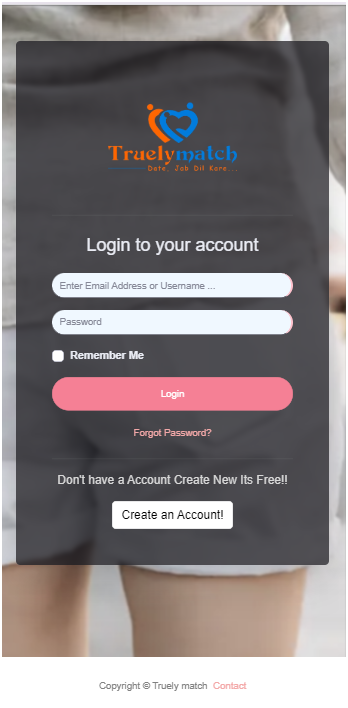 Truelymatch
Date, Jab Dil Kare...
Login to your account
Enter Email Address or Username ...
Password
Remember Me
Login
Forgot Password?
Don't have a Account Create New Its Free!!
Create an Account!
Copyright © Truely match Contact